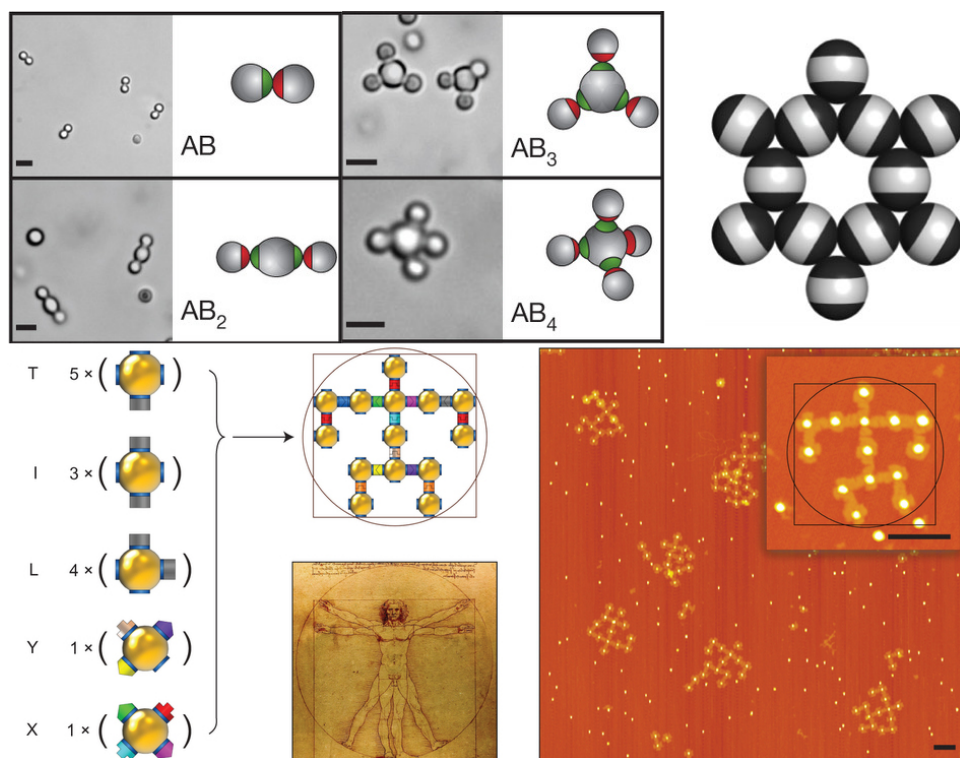 AB
AB₃
AB₂
AB₄
T 5 × ( )
I 3 × ( )
L 4 × ( )
Y 1 × ( )
X 1 × ( )